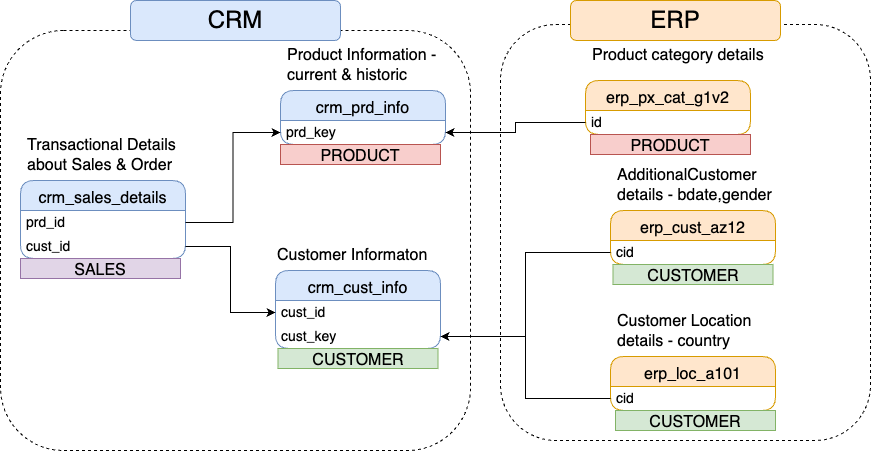 CRM
Product Information -
current & historic
crm_prd_info
prd_key
PRODUCT
Transactional Details
about Sales & Order
crm_sales_details
prd_id
cust_id
SALES
Customer Informaton
crm_cust_info
cust_id
cust_key
CUSTOMER
ERP
Product category details
erp_px_cat_g1v2
id
PRODUCT
AdditionalCustomer
details - bdate,gender
erp_cust_az12
cid
CUSTOMER
Customer Location
details - country
erp_loc_a101
cid
CUSTOMER